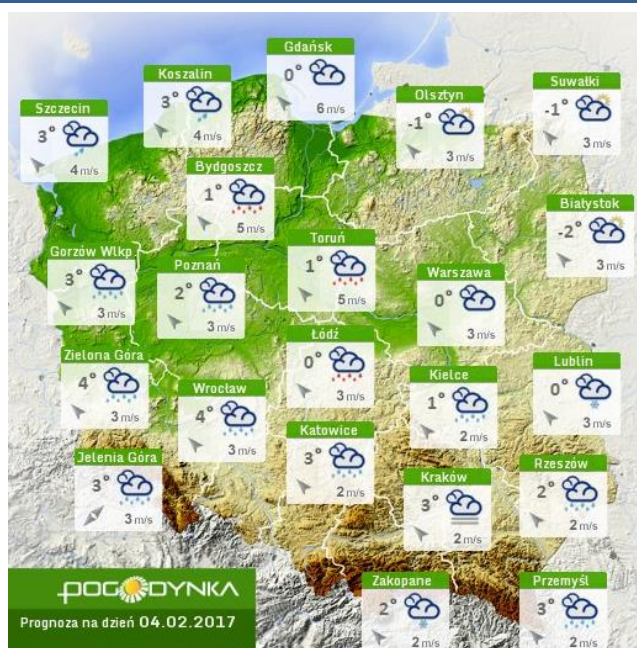 Gdańsk
0°
6 m/s
Koszalin
3°
4 m/s
Szczecin
3°
4 m/s
Olsztyn
-1°
3 m/s
Suwałki
-1°
3 m/s
Bydgoszcz
1°
5 m/s
Białystok
-2°
3 m/s
Gorzów Wlkp.
3°
3 m/s
Poznań
2°
3 m/s
Toruń
1°
5 m/s
Warszawa
0°
3 m/s
Zielona Góra
4°
3 m/s
Wrocław
4°
3 m/s
Łódź
0°
3 m/s
Kielce
1°
2 m/s
Lublin
0°
3 m/s
Jelenia Góra
3°
3 m/s
Katowice
3°
2 m/s
Kraków
3°
2 m/s
Rzeszów
2°
2 m/s
Zakopane
2°
2 m/s
Przemyśl
3°
2 m/s
POGODYNKA
Prognoza na dzień 04.02.2017